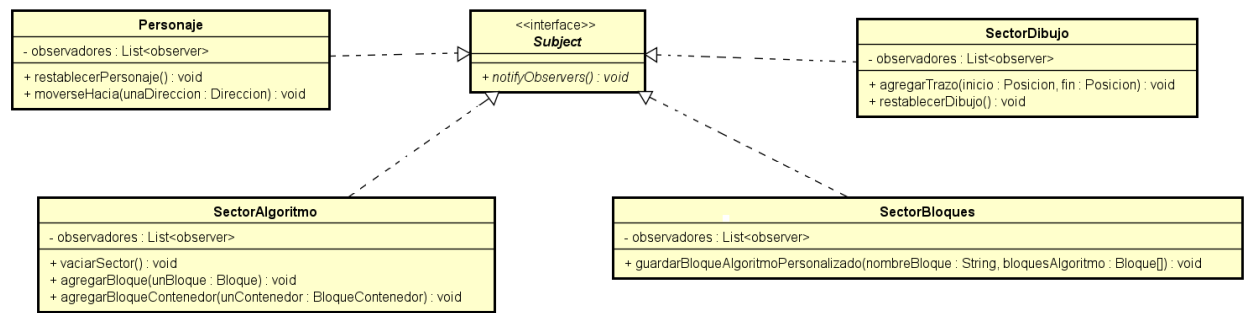 Personaje
- observadores : List<observer>
+ restablecerPersonaje() : void
+ moverseHacia(unaDireccion : Direccion) : void
<<interface>>
Subject
+ notifyObservers() : void
SectorDibujo
- observadores : List<observer>
+ agregarTrazo(inicio : Posicion, fin : Posicion) : void
+ restablecerDibujo() : void
SectorAlgoritmo
- observadores : List<observer>
+ vaciarSector() : void
+ agregarBloque(unBloque : Bloque) : void
+ agregarBloqueContenedor(unContenedor : BloqueContenedor) : void
SectorBloques
- observadores : List<observer>
+ guardarBloqueAlgoritmoPersonalizado(nombreBloque : String, bloquesAlgoritmo : Bloque[]) : void